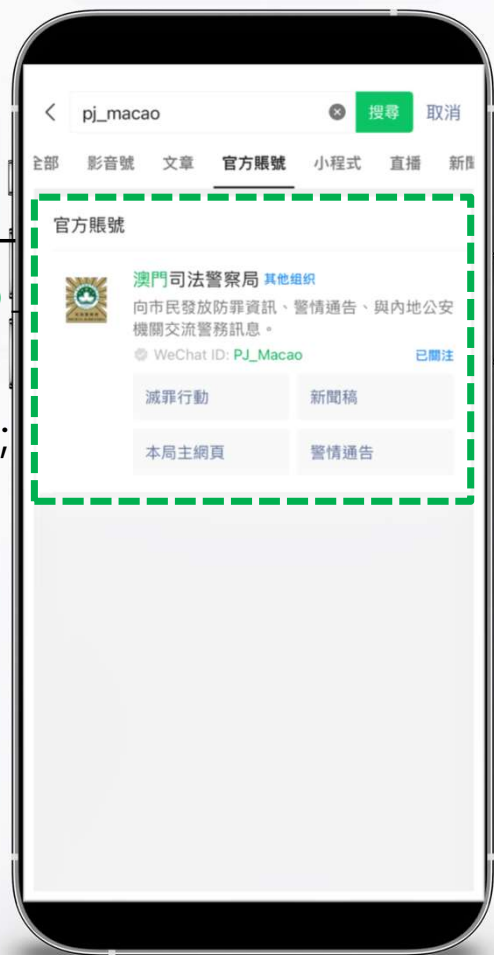 pj_macao
搜尋
取消
全部 影音號 文章 官方賬號 小程式 直播
官方賬號
澳門司法警察局 其他组织
向市民發放防罪資訊、警情通告、與內地公安
機關交流警務訊息。
WeChat ID: PJ_Macao
已關注
滅罪行動
新聞稿
本局主網頁
警情通告
;